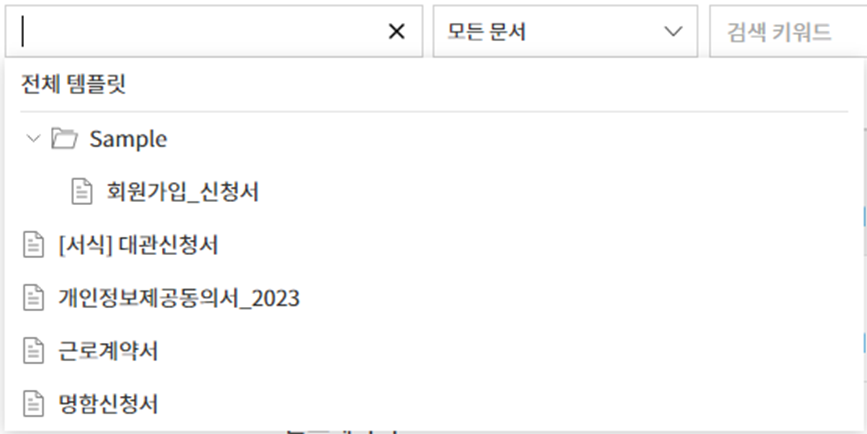 모든 문서 검색 키워드
전체 템플릿
Sample
회원가입_신청서
[서식] 대관신청서
개인정보제공동의서_2023
근로계약서
명함신청서